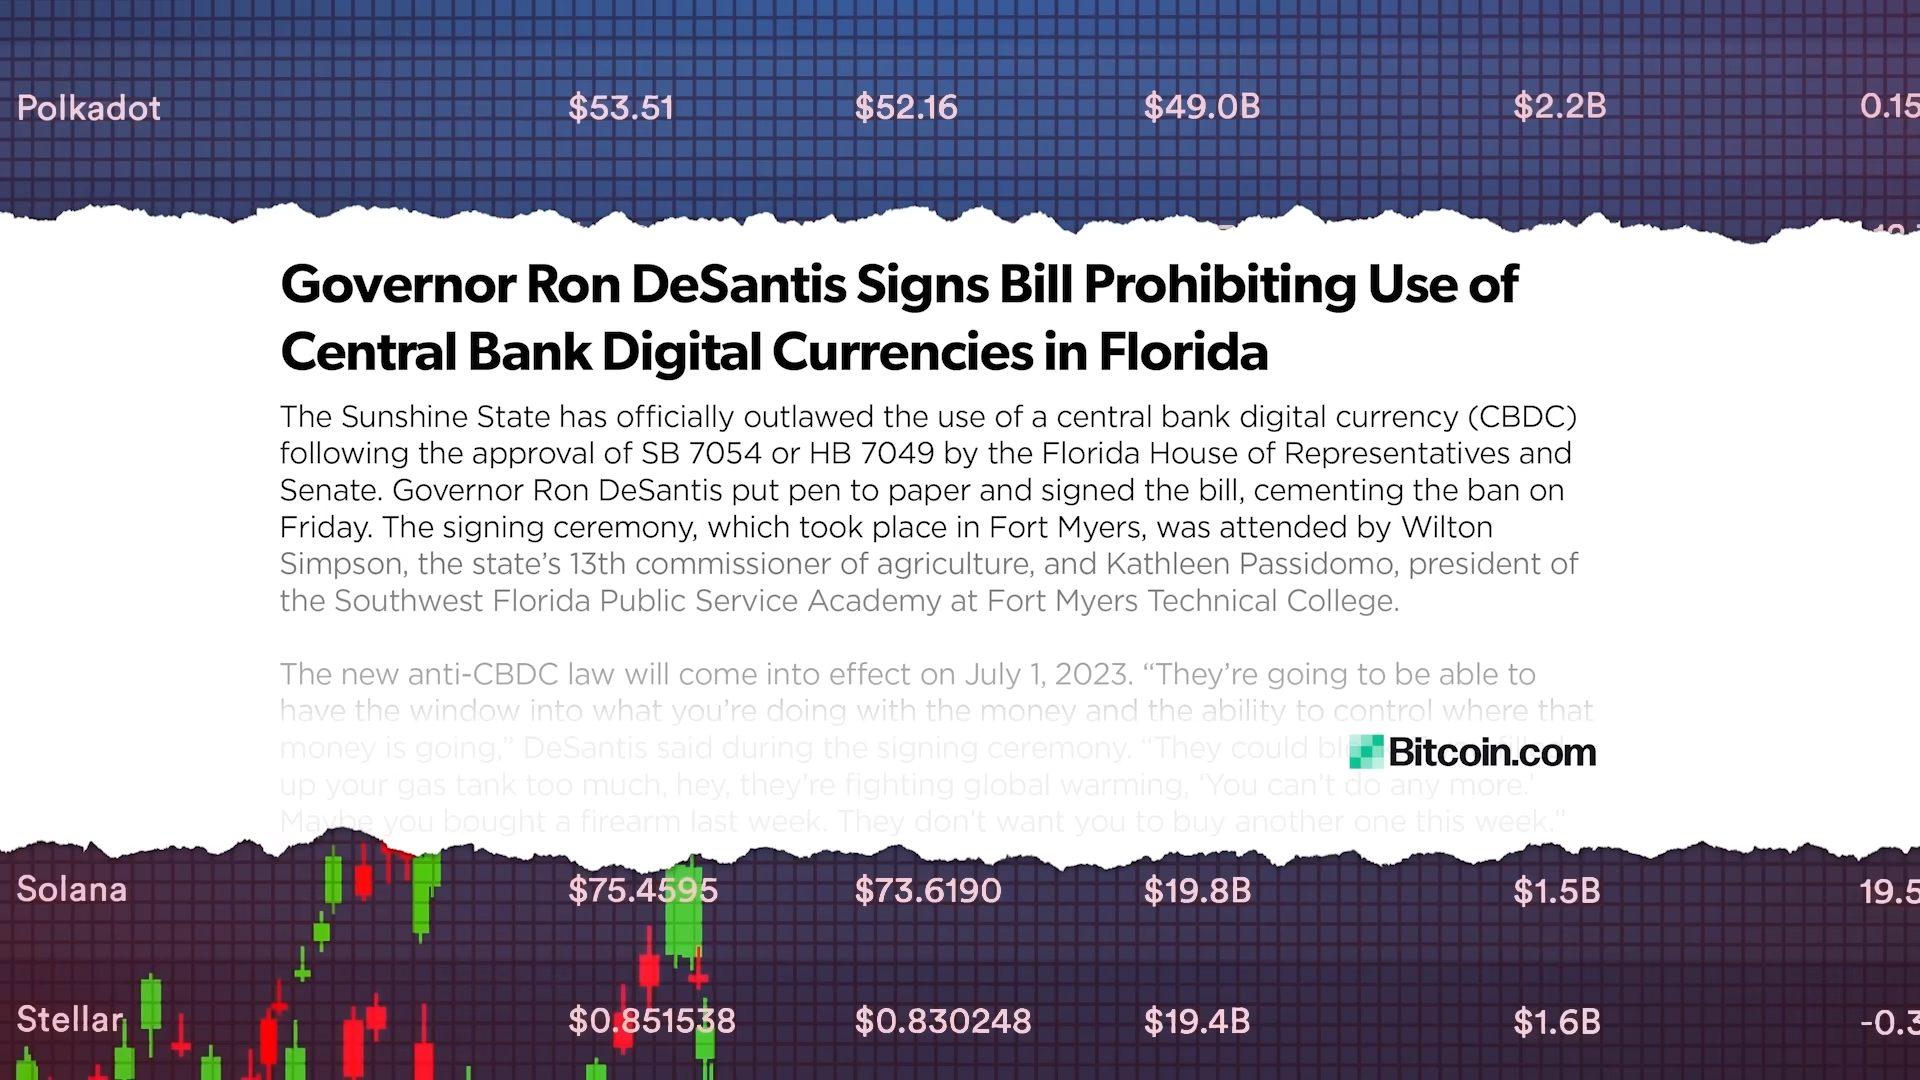 Polkadot $53.51 $52.16 $49.0B $2.2B 0.15
Governor Ron DeSantis Signs Bill Prohibiting Use of
Central Bank Digital Currencies in Florida
The Sunshine State has officially outlawed the use of a central bank digital currency (CBDC)
following the approval of SB 7054 or HB 7049 by the Florida House of Representatives and
Senate. Governor Ron DeSantis put pen to paper and signed the bill, cementing the ban on
Friday. The signing ceremony, which took place in Fort Myers, was attended by Wilton
Simpson, the state’s 13th commissioner of agriculture, and Kathleen Passidomo, president of
the Southwest Florida Public Service Academy at Fort Myers Technical College.
The new anti-CBDC law will come into effect on July 1, 2023. “They’re going to be able to
have the window into what you’re doing with the money and the ability to control where that
money is going,” DeSantis said during the signing ceremony. “They could
Bitcoin.com
up your gas tank too much, hey, they’re fighting global warming, ‘You can’t do any more.’
Maybe you bought a firearm last week. They don’t want you to buy another one this week.”
Solana $75.4595 $73.6190 $19.8B $1.5B 19.5
Stellar $0.851538 $0.830248 $19.4B $1.6B -0.3